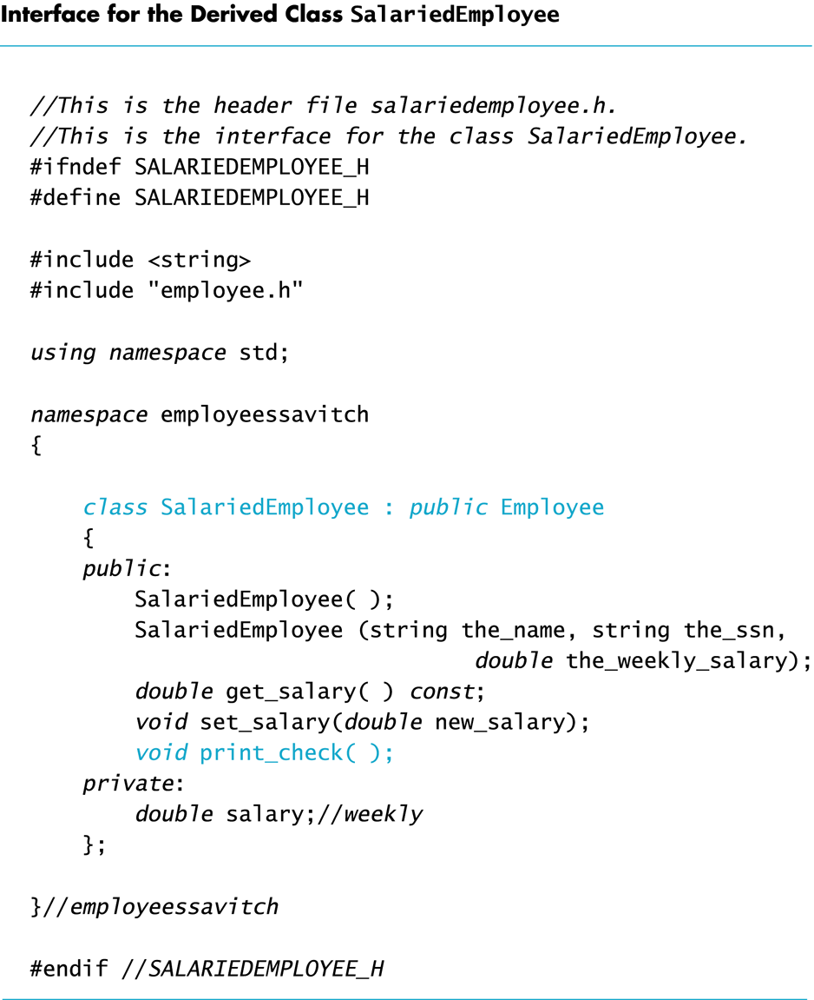 Interface for the Derived Class SalariedEmployee
//This is the header file salariedemployee.h.
//This is the interface for the class SalariedEmployee.
#ifndef SALARIEDEMPLOYEE_H
#define SALARIEDEMPLOYEE_H
#include <string>
#include "employee.h"
using namespace std;
namespace employeessavitch
{
class SalariedEmployee : public Employee
{
public:
SalariedEmployee( );
SalariedEmployee (string the_name, string the_ssn,
double the_weekly_salary);
double get_salary( ) const;
void set_salary(double new_salary);
void print_check( );
private:
double salary;//weekly
};
}//employeessavitch
#endif //SALARIEDEMPLOYEE_H